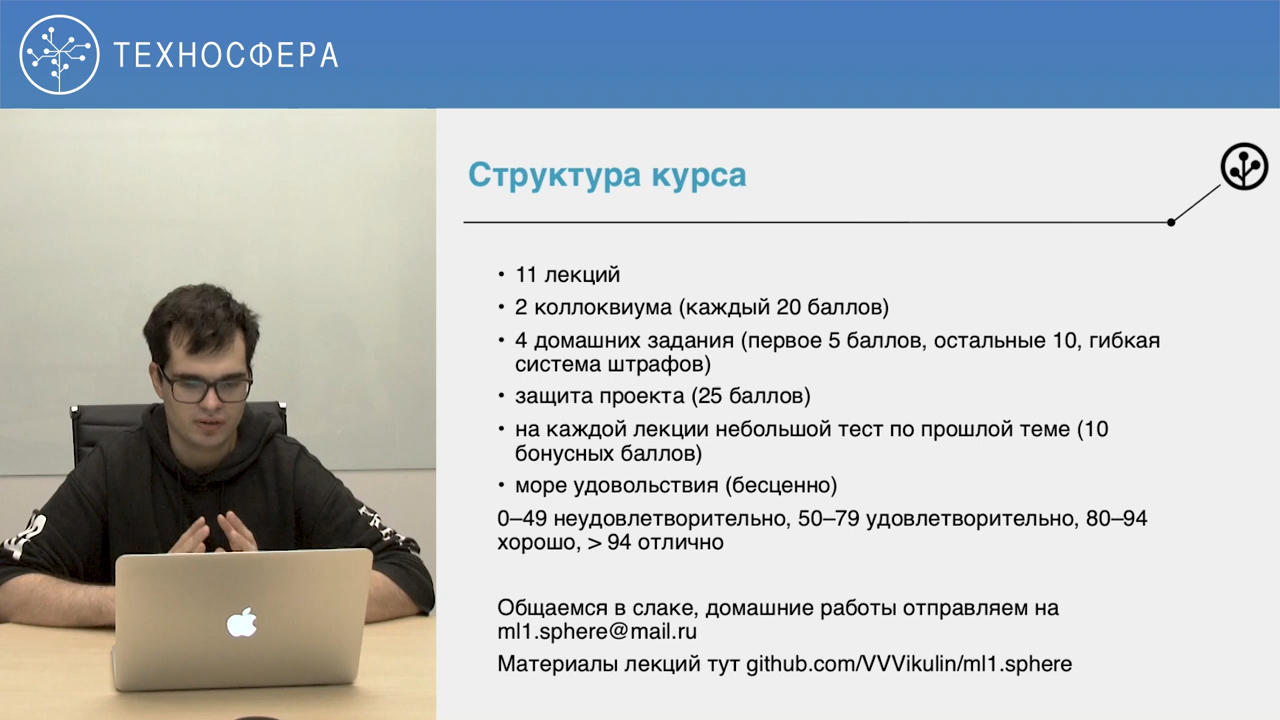 ТЕХНОСФЕРА
Структура курса
• 11 лекций
• 2 коллоквиума (каждый 20 баллов)
• 4 домашних задания (первое 5 баллов, остальные 10, гибкая
система штрафов)
• защита проекта (25 баллов)
• на каждой лекции небольшой тест по прошлой теме (10
бонусных баллов)
• море удовольствия (бесценно)
0–49 неудовлетворительно, 50–79 удовлетворительно, 80–94
хорошо, > 94 отлично
Общаемся в слаке, домашние работы отправляем на
ml1.sphere@mail.ru
Материалы лекций тут github.com/VVVikulin/ml1.sphere